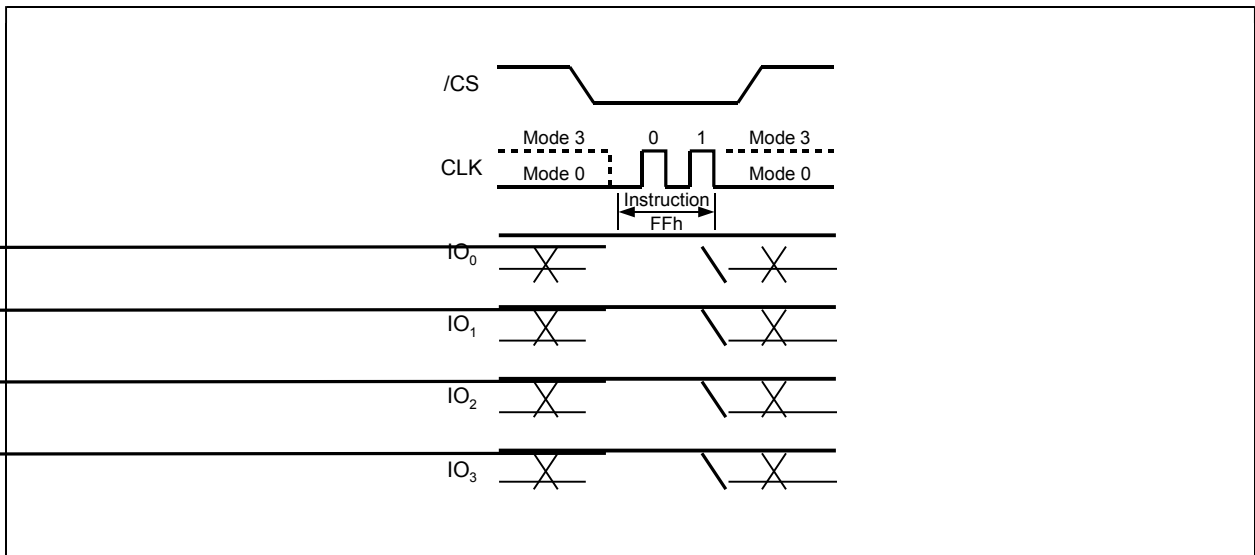 /CS
Mode 3 0 1 Mode 3
CLK
Mode 0 Mode 0
Instruction
FFh
IO0
IO1
IO2
IO3